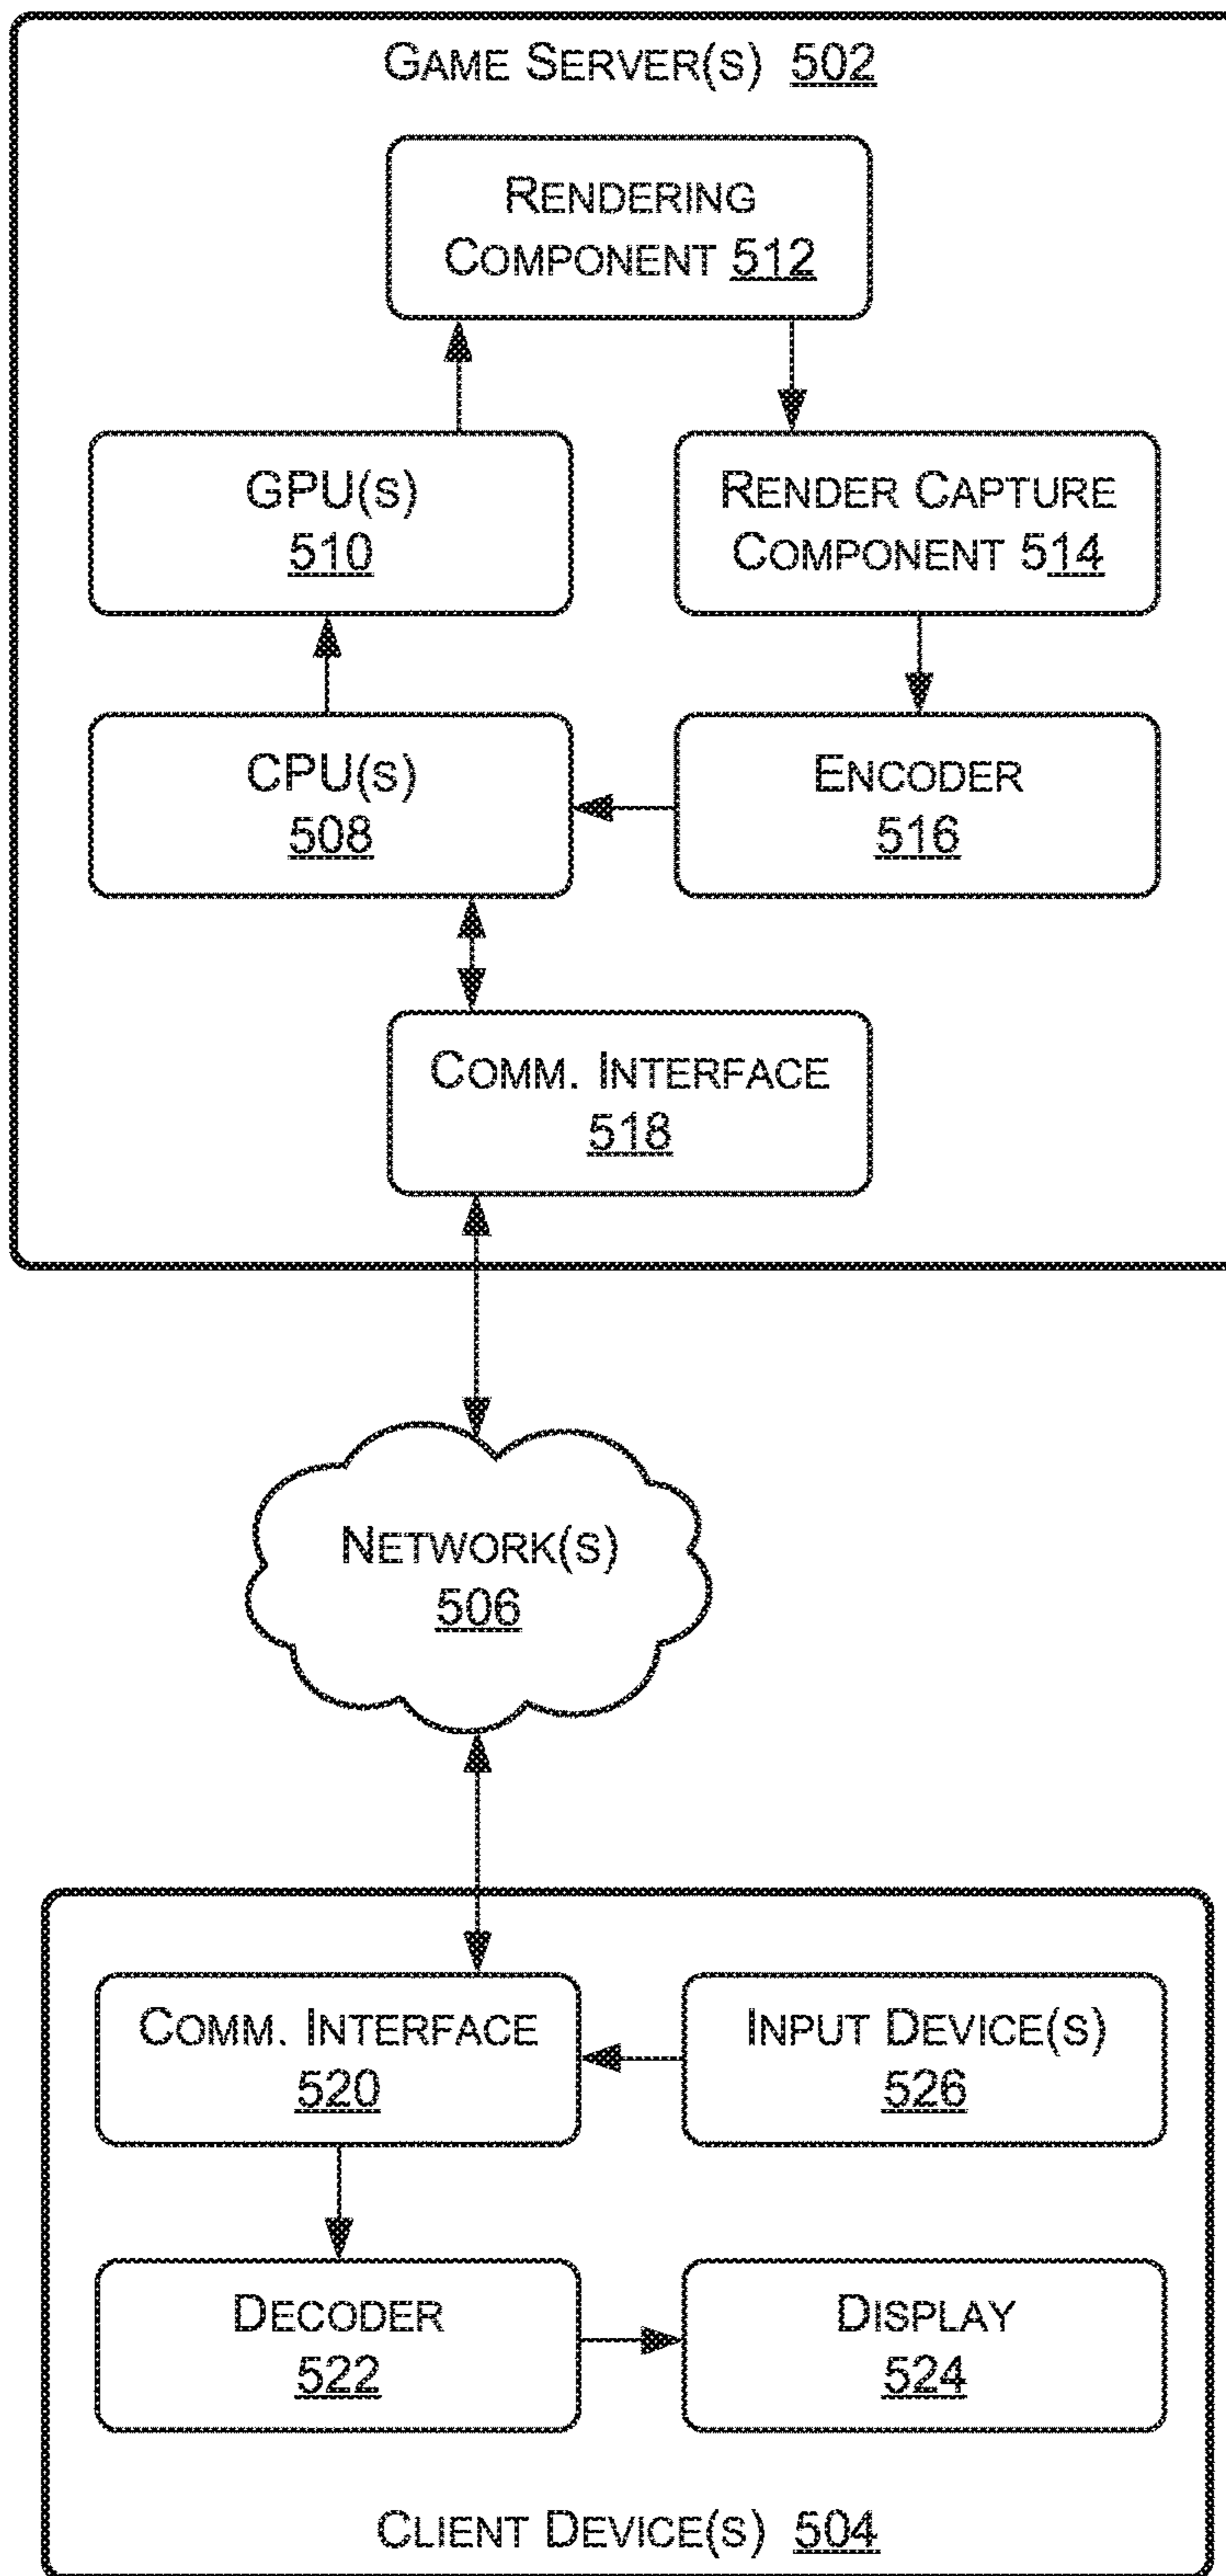 GAME SERVER(S) 502
RENDERING
COMPONENT 512
GPU(S)
510
RENDER CAPTURE
COMPONENT 514
CPU(S)
508
ENCODER
516
COMM. INTERFACE
518
NETWORK(S)
506
COMM. INTERFACE
520
INPUT DEVICE(S)
526
DECODER
522
DISPLAY
524
CLIENT DEVICE(S) 504